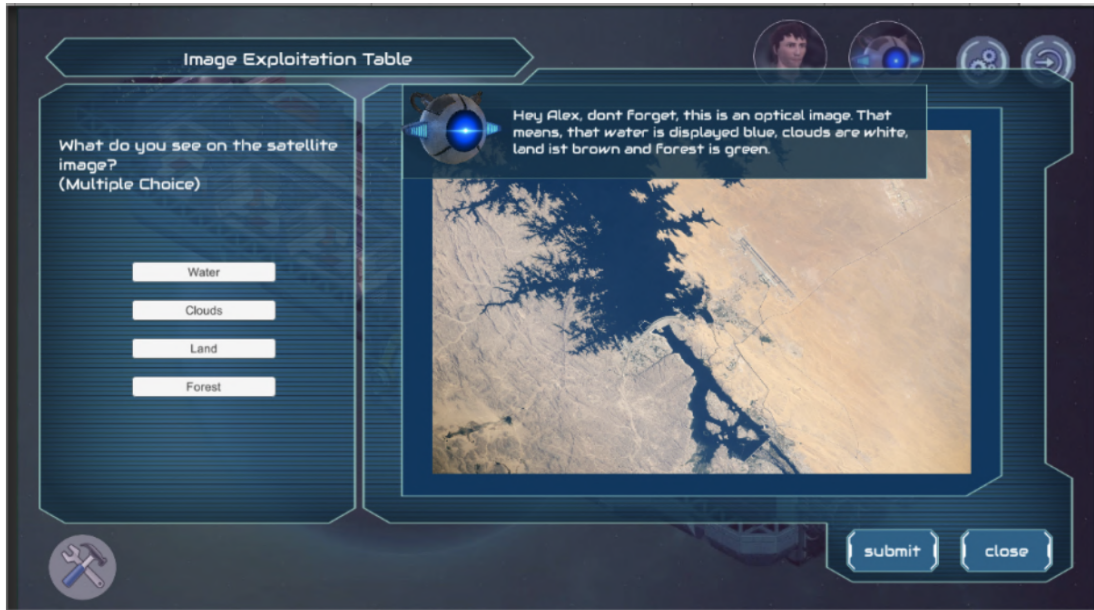 Image Exploitation Table
What do you see on the satellite
image?
(Multiple Choice)
Water
Clouds
Land
Forest
Hey Alex, dont forget, this is an optical image. That
means, that water is displayed blue, clouds are white,
land ist brown and forest is green.
submit
close